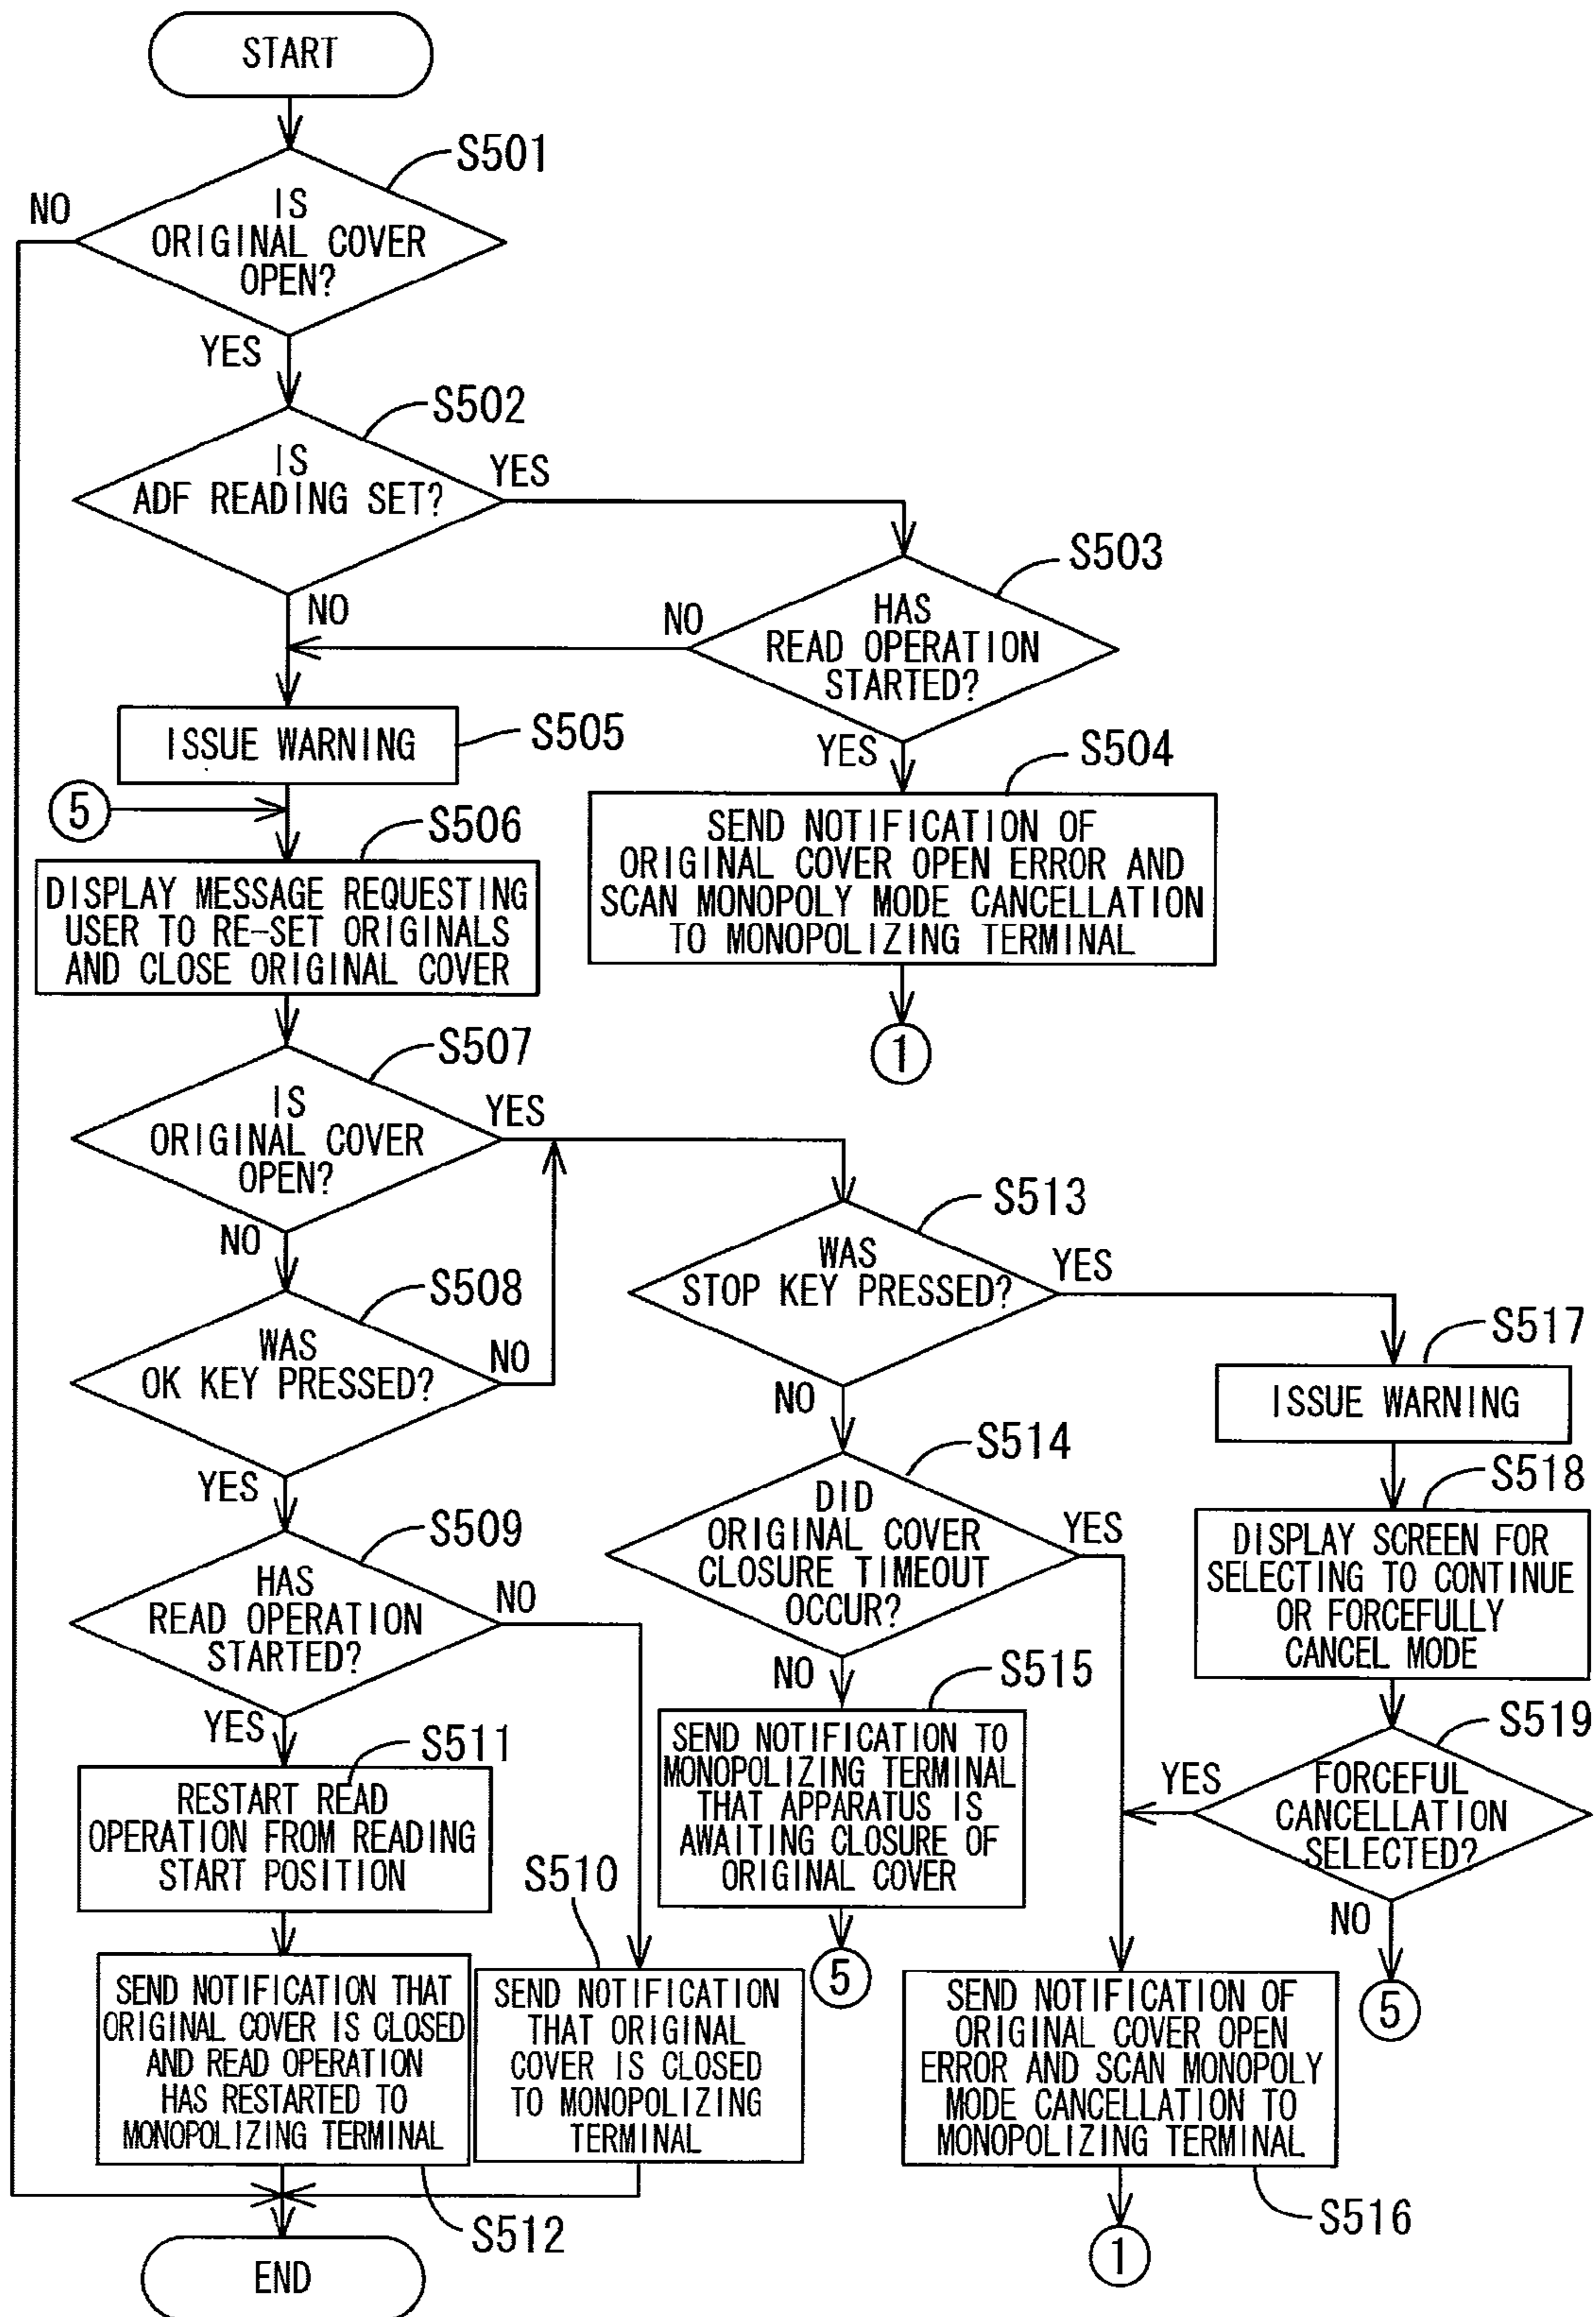 START
S501
NO
IS
ORIGINAL COVER
OPEN?
YES
S502
IS
ADF READING SET?
YES
NO
S503
HAS
READ OPERATION
STARTED?
NO
YES
S504
SEND NOTIFICATION OF
ORIGINAL COVER OPEN ERROR AND
SCAN MONOPOLY MODE CANCELLATION
TO MONOPOLIZING TERMINAL
1
ISSUE WARNING
S505
5
S506
DISPLAY MESSAGE REQUESTING
USER TO RE-SET ORIGINALS
AND CLOSE ORIGINAL COVER
S507
IS
ORIGINAL COVER
OPEN?
YES
NO
S508
WAS
OK KEY PRESSED?
NO
YES
S509
HAS
READ OPERATION
STARTED?
NO
YES
S511
RESTART READ
OPERATION FROM READING
START POSITION
SEND NOTIFICATION THAT
ORIGINAL COVER IS CLOSED
AND READ OPERATION
HAS RESTARTED TO
MONOPOLIZING TERMINAL
S512
S510
SEND NOTIFICATION
THAT ORIGINAL
COVER IS CLOSED
TO MONOPOLIZING
TERMINAL
END
S513
WAS
STOP KEY PRESSED?
YES
NO
S514
DID
ORIGINAL COVER
CLOSURE TIMEOUT
OCCUR?
YES
NO
S515
SEND NOTIFICATION TO
MONOPOLIZING TERMINAL
THAT APPARATUS IS
AWAITING CLOSURE OF
ORIGINAL COVER
5
S517
ISSUE WARNING
S518
DISPLAY SCREEN FOR
SELECTING TO CONTINUE
OR FORCEFULLY
CANCEL MODE
S519
FORCEFUL
CANCELLATION
SELECTED?
YES
NO
5
SEND NOTIFICATION OF
ORIGINAL COVER OPEN
ERROR AND SCAN MONOPOLY
MODE CANCELLATION TO
MONOPOLIZING TERMINAL
S516
1